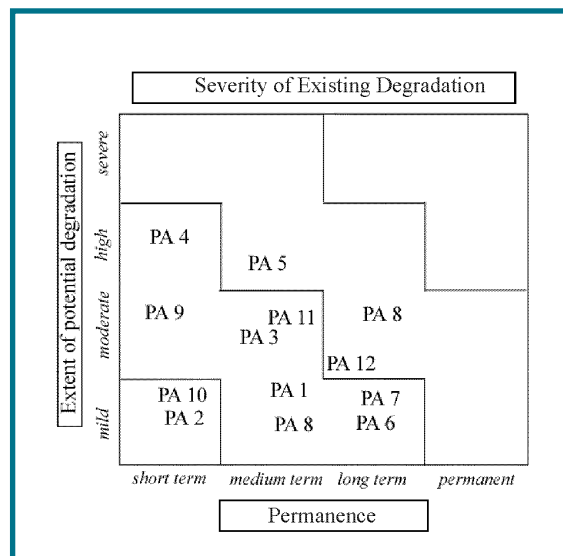 Severity of Existing Degradation
Extent of potential degradation
severe
high
moderate
mild
PA 4
PA 5
PA 9
PA 11
PA 8
PA 3
PA 12
PA 10
PA 1
PA 7
PA 2
PA 8
PA 6
short term
medium term
long term
permanent
Permanence